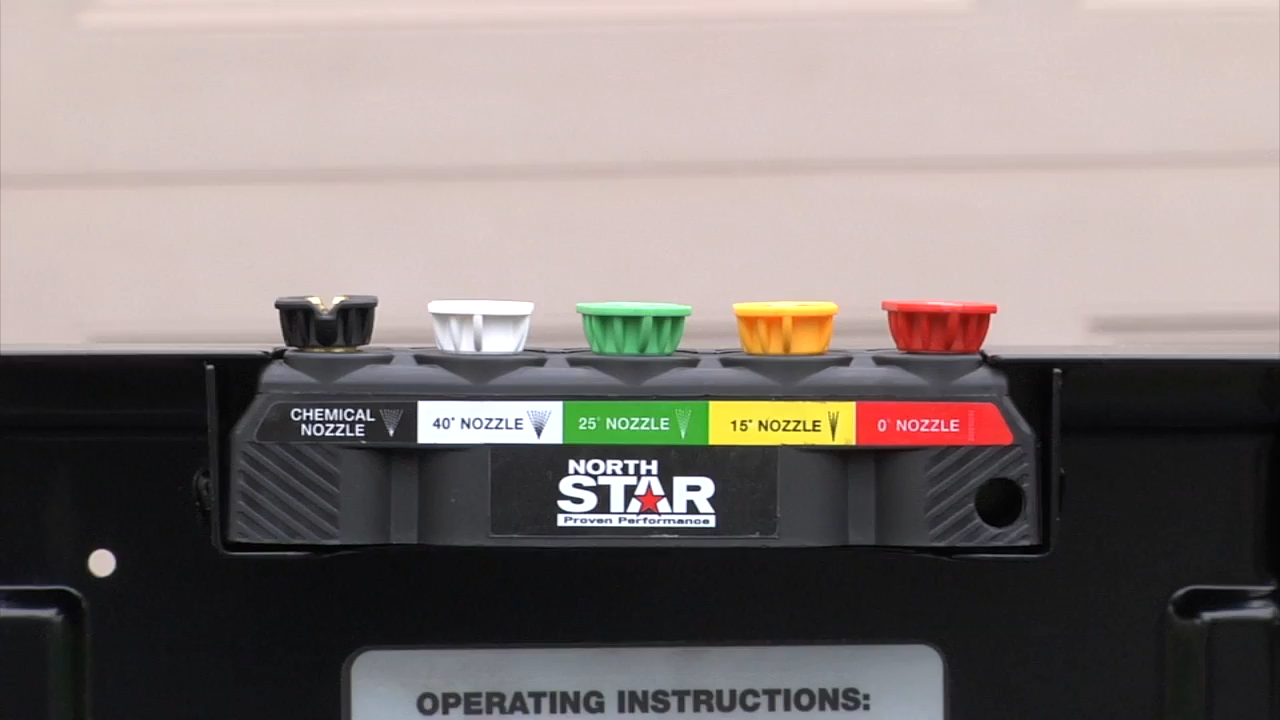 CHEMICAL
NOZZLE
40° NOZZLE
25° NOZZLE
15° NOZZLE
0° NOZZLE
NORTH
STAR
Proven Performance
OPERATING INSTRUCTIONS: